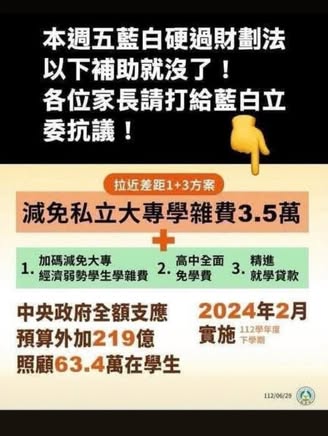 本週五藍白硬過財劃法
以下補助就沒了！
各位家長請打給藍白立
委抗議！
拉近差距1+3方案
減免私立大專學雜費3.5萬
1. 加碼減免大專
經濟弱勢學生學雜費
2. 高中全面
免學費
3. 精進
就學貸款
中央政府全額支應
預算外加219億
照顧63.4萬在學生
2024年2月
實施 112學年度
下學期
112/06/29